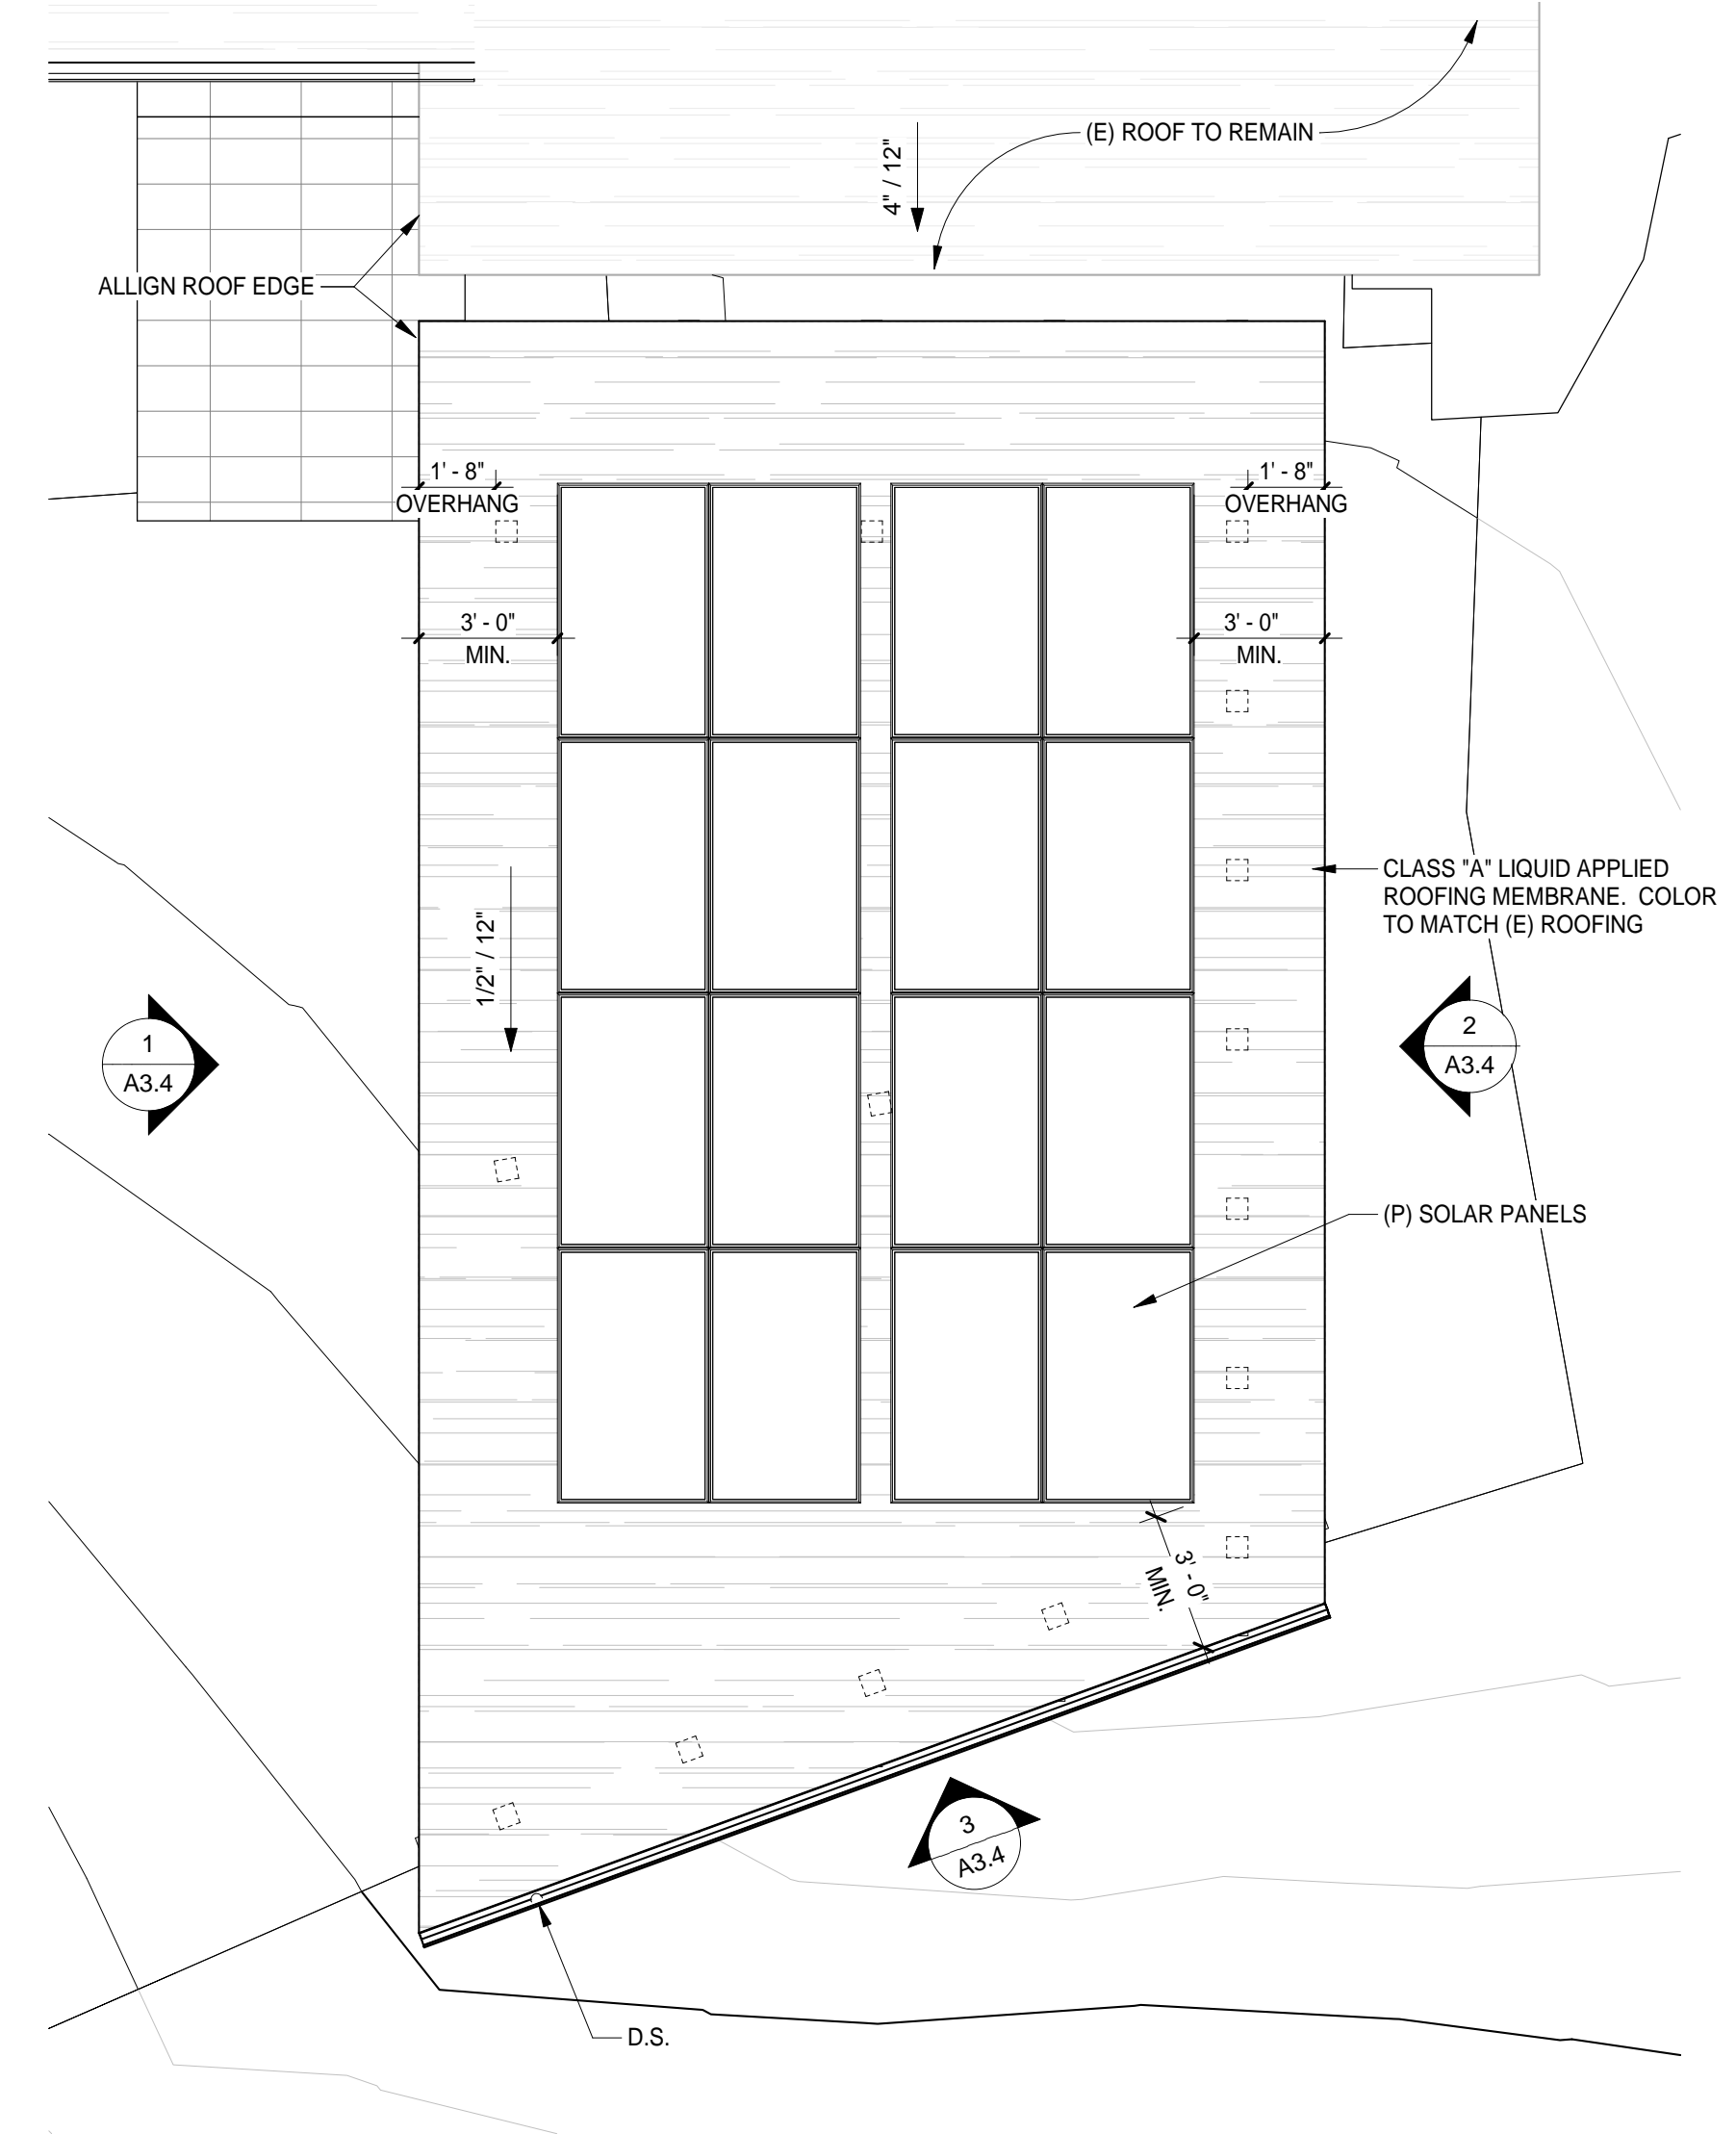 (E) ROOF TO REMAIN
4" / 12"
ALLIGN ROOF EDGE
1' - 8"
OVERHANG
1' - 8"
OVERHANG
3' - 0"
MIN.
3' - 0"
MIN.
CLASS "A" LIQUID APPLIED
ROOFING MEMBRANE. COLOR
TO MATCH (E) ROOFING
1/2" / 12"
1
A3.4
2
A3.4
(P) SOLAR PANELS
3' - 0"
MIN.
3
A3.4
D.S.